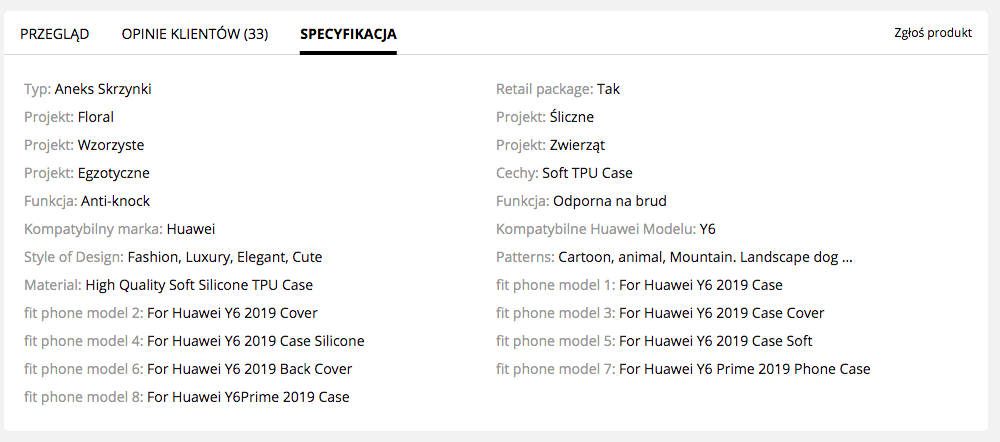 PRZEGLĄD OPINIE KLIENTÓW (33) SPECYFIKACJA Zgłoś produkt
Typ: Aneks Skrzynki Retail package: Tak
Projekt: Floral Projekt: Śliczne
Projekt: Wzorzyste Projekt: Zwierząt
Projekt: Egzotyczne Cechy: Soft TPU Case
Funkcja: Anti-knock Funkcja: Odporna na brud
Kompatybilny marka: Huawei Kompatybilne Huawei Modelu: Y6
Style of Design: Fashion, Luxury, Elegant, Cute Patterns: Cartoon, animal, Mountain. Landscape dog ...
Material: High Quality Soft Silicone TPU Case fit phone model 1: For Huawei Y6 2019 Case
fit phone model 2: For Huawei Y6 2019 Cover fit phone model 3: For Huawei Y6 2019 Case Cover
fit phone model 4: For Huawei Y6 2019 Case Silicone fit phone model 5: For Huawei Y6 2019 Case Soft
fit phone model 6: For Huawei Y6 2019 Back Cover fit phone model 7: For Huawei Y6 Prime 2019 Phone Case
fit phone model 8: For Huawei Y6Prime 2019 Case